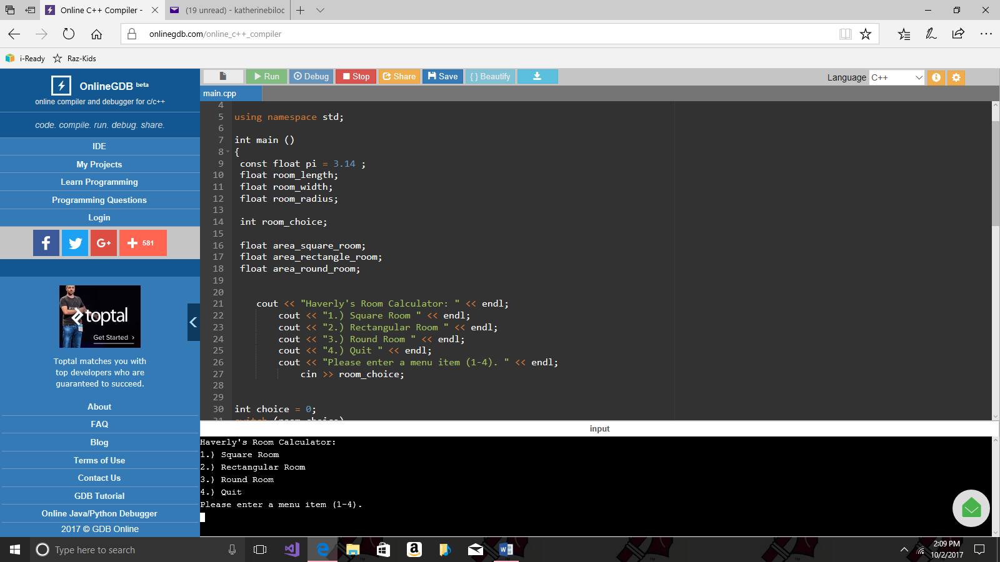 Online C++ Compiler -
(19 unread) - katherinebiloc
onlinegdb.com/online_c++_compiler
i-Ready
Raz-Kids
OnlineGDB beta
online compiler and debugger for c/c++
code. compile. run. debug. share.
IDE
My Projects
Learn Programming
Programming Questions
Login
f
G+
581
toptal
Get Started >
Toptal matches you with
top developers who are
guaranteed to succeed.
About
FAQ
Blog
Terms of Use
Contact Us
GDB Tutorial
Online Java/Python Debugger
2017 © GDB Online
Run Debug Stop Share Save { } Beautify
Language C++
main.cpp
4
5 using namespace std;
6
7 int main ()
8 {
9 const float pi = 3.14 ;
10 float room_length;
11 float room_width;
12 float room_radius;
13
14 int room_choice;
15
16 float area_square_room;
17 float area_rectangle_room;
18 float area_round_room;
19
20
21 cout << "Haverly's Room Calculator: " << endl;
22 cout << "1.) Square Room " << endl;
23 cout << "2.) Rectangular Room " << endl;
24 cout << "3.) Round Room " << endl;
25 cout << "4.) Quit " << endl;
26 cout << "Please enter a menu item (1-4). " << endl;
27 cin >> room_choice;
28
29
30 int choice = 0;
31 switch (room_choice)
input
Haverly's Room Calculator:
1.) Square Room
2.) Rectangular Room
3.) Round Room
4.) Quit
Please enter a menu item (1-4).
Type here to search
2:09 PM
10/2/2017